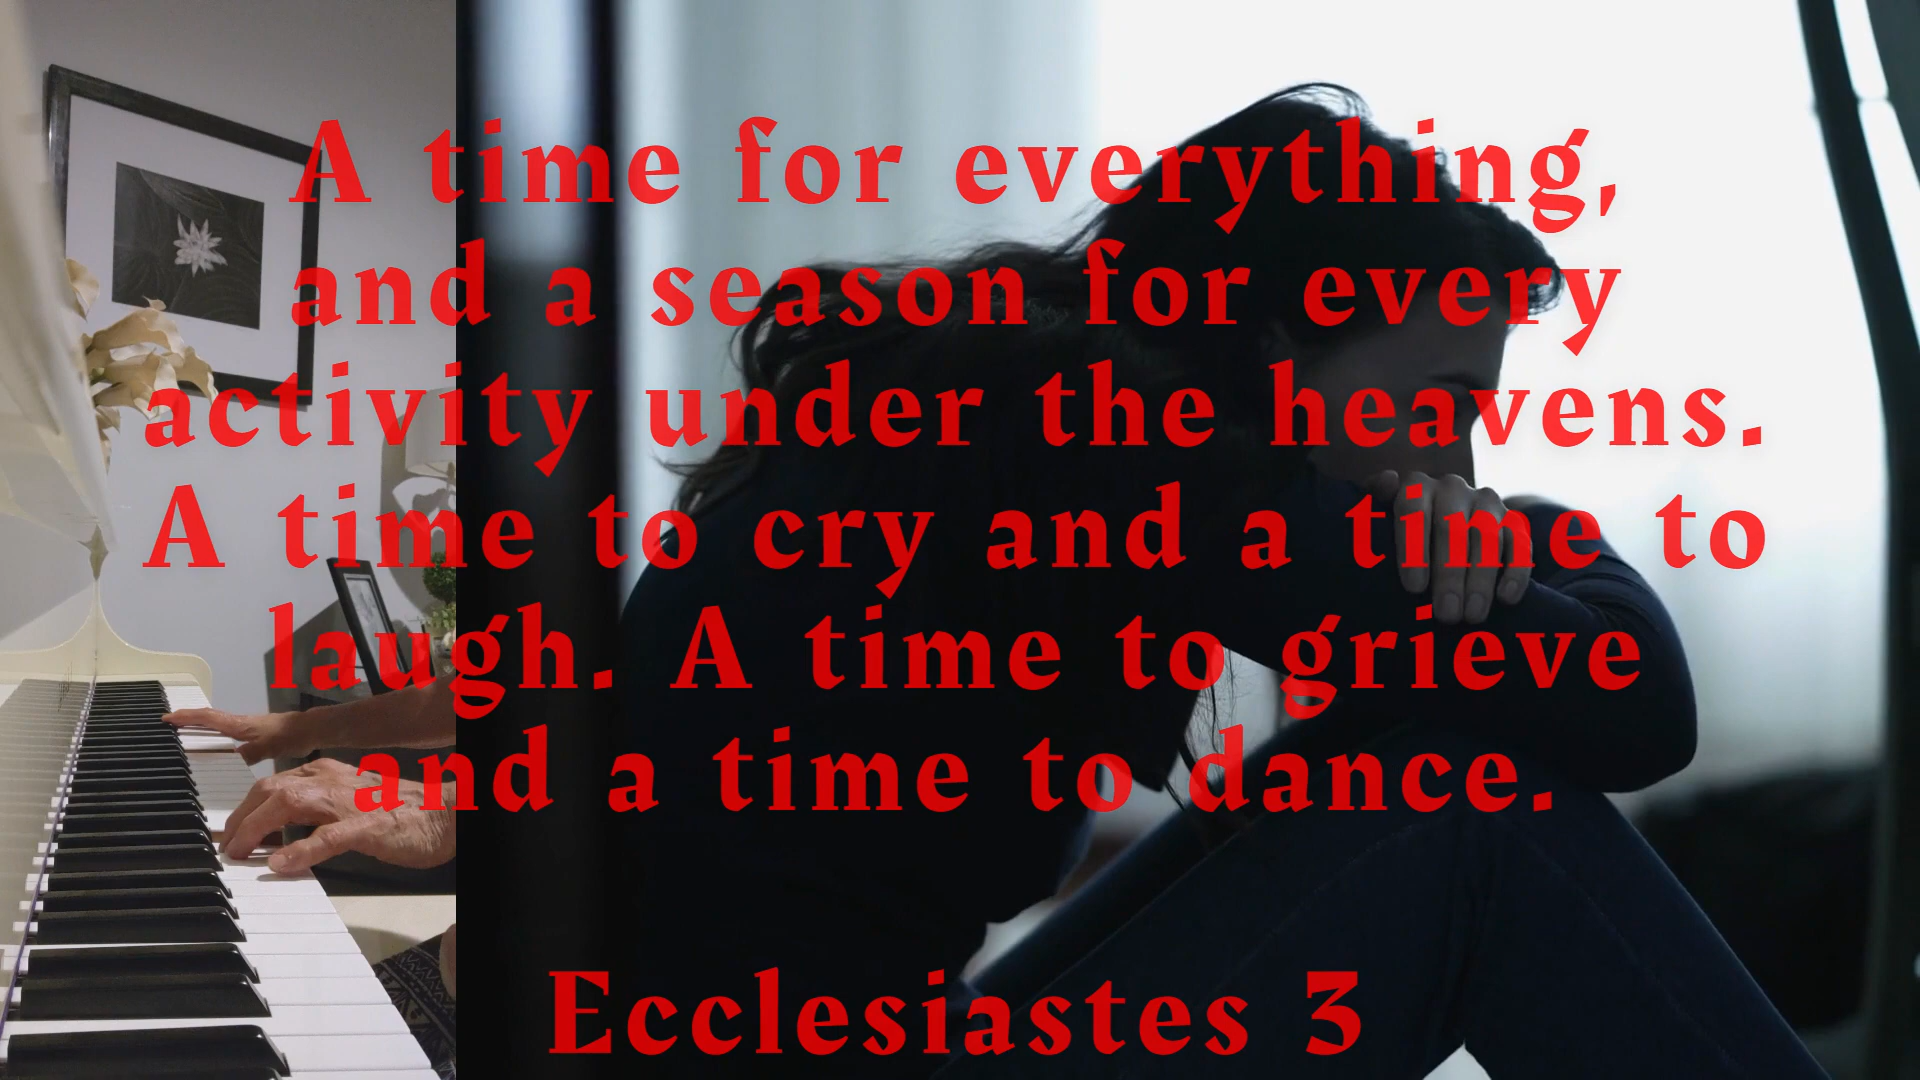 A time for everything,
and a season for every
activity under the heavens.
A time to cry and a time to
laugh. A time to grieve
and a time to dance.
Ecclesiastes 3